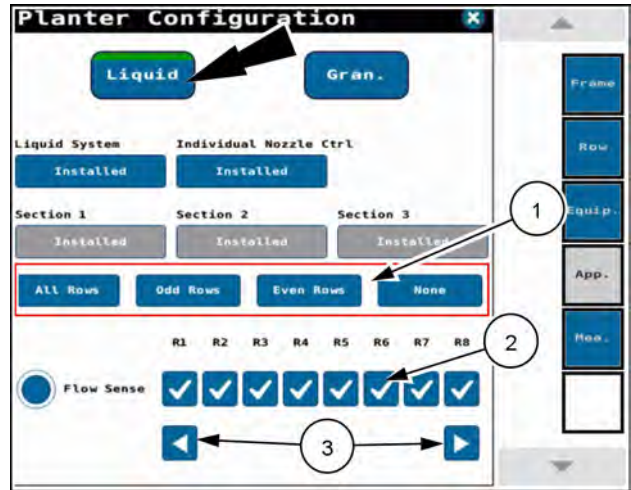 Planter Configuration
Liquid
Gran.
Liquid System
Individual Nozzle Ctrl
Installed
Installed
Section 1
Section 2
Section 3
Installed
Installed
Installed
All Rows
Odd Rows
Even Rows
None
R1 R2 R3 R4 R5 R6 R7 R8
Flow Sense
Frame
Row
Equip.
App.
Mea.
1
2
3